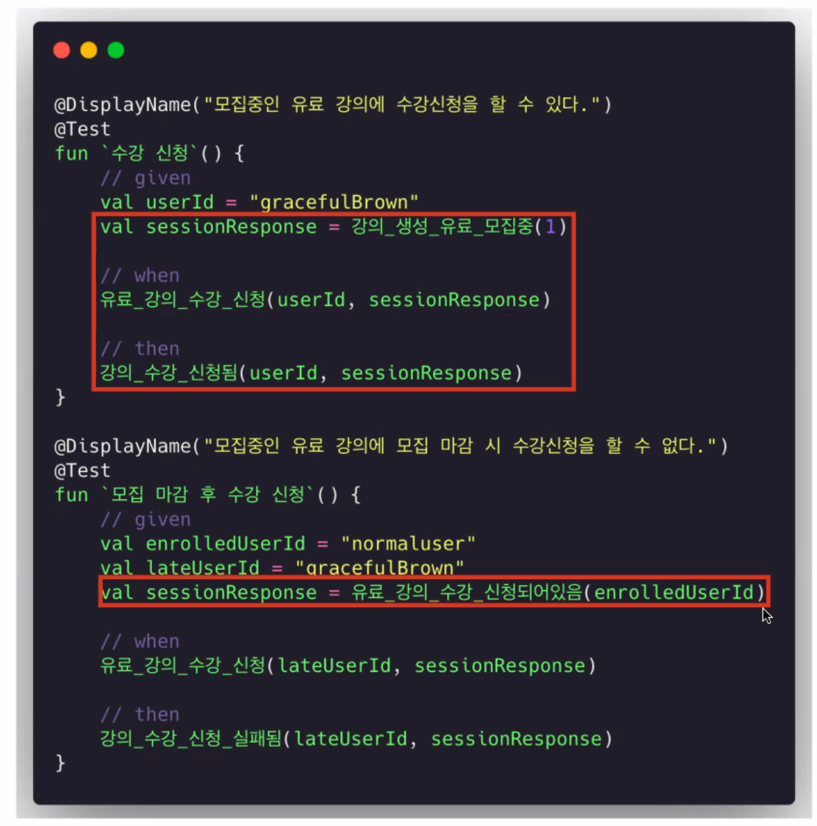 @DisplayName("모집중인 유료 강의에 수강신청을 할 수 있다.")
@Test
fun `수강 신청`() {
// given
val userId = "gracefulBrown"
val sessionResponse = 강의_생성_유료_모집중(1)
// when
유료_강의_수강_신청(userId, sessionResponse)
// then
강의_수강_신청됨(userId, sessionResponse)
}
@DisplayName("모집중인 유료 강의에 모집 마감 시 수강신청을 할 수 없다.")
@Test
fun `모집 마감 후 수강 신청`() {
// given
val enrolledUserId = "normaluser"
val lateUserId = "gracefulBrown"
val sessionResponse = 유료_강의_수강_신청되어있음(enrolledUserId)
// when
유료_강의_수강_신청(lateUserId, sessionResponse)
// then
강의_수강_신청_실패됨(lateUserId, sessionResponse)
}